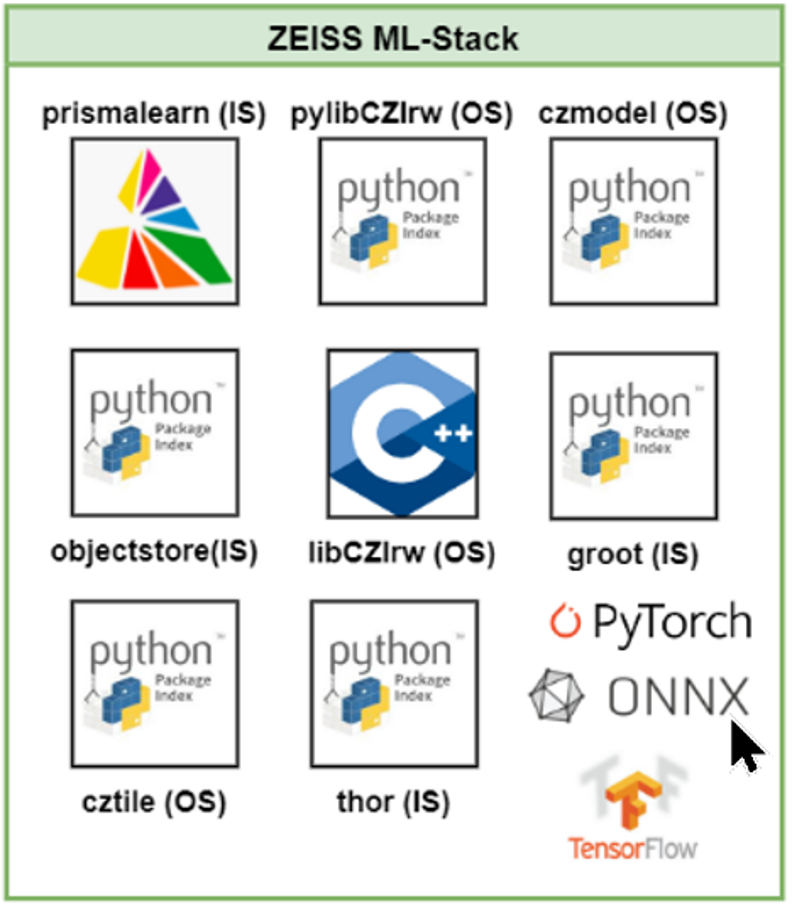 ZEISS ML-Stack
prismalearn (IS)
pylibCZIrw (OS)
czmodel (OS)
python™
Package
Index
python™
Package
Index
python™
Package
Index
C++
python™
Package
Index
objectstore(IS)
libCZIrw (OS)
groot (IS)
python™
Package
Index
python™
Package
Index
PyTorch
ONNX
TF
TensorFlow
cztile (OS)
thor (IS)